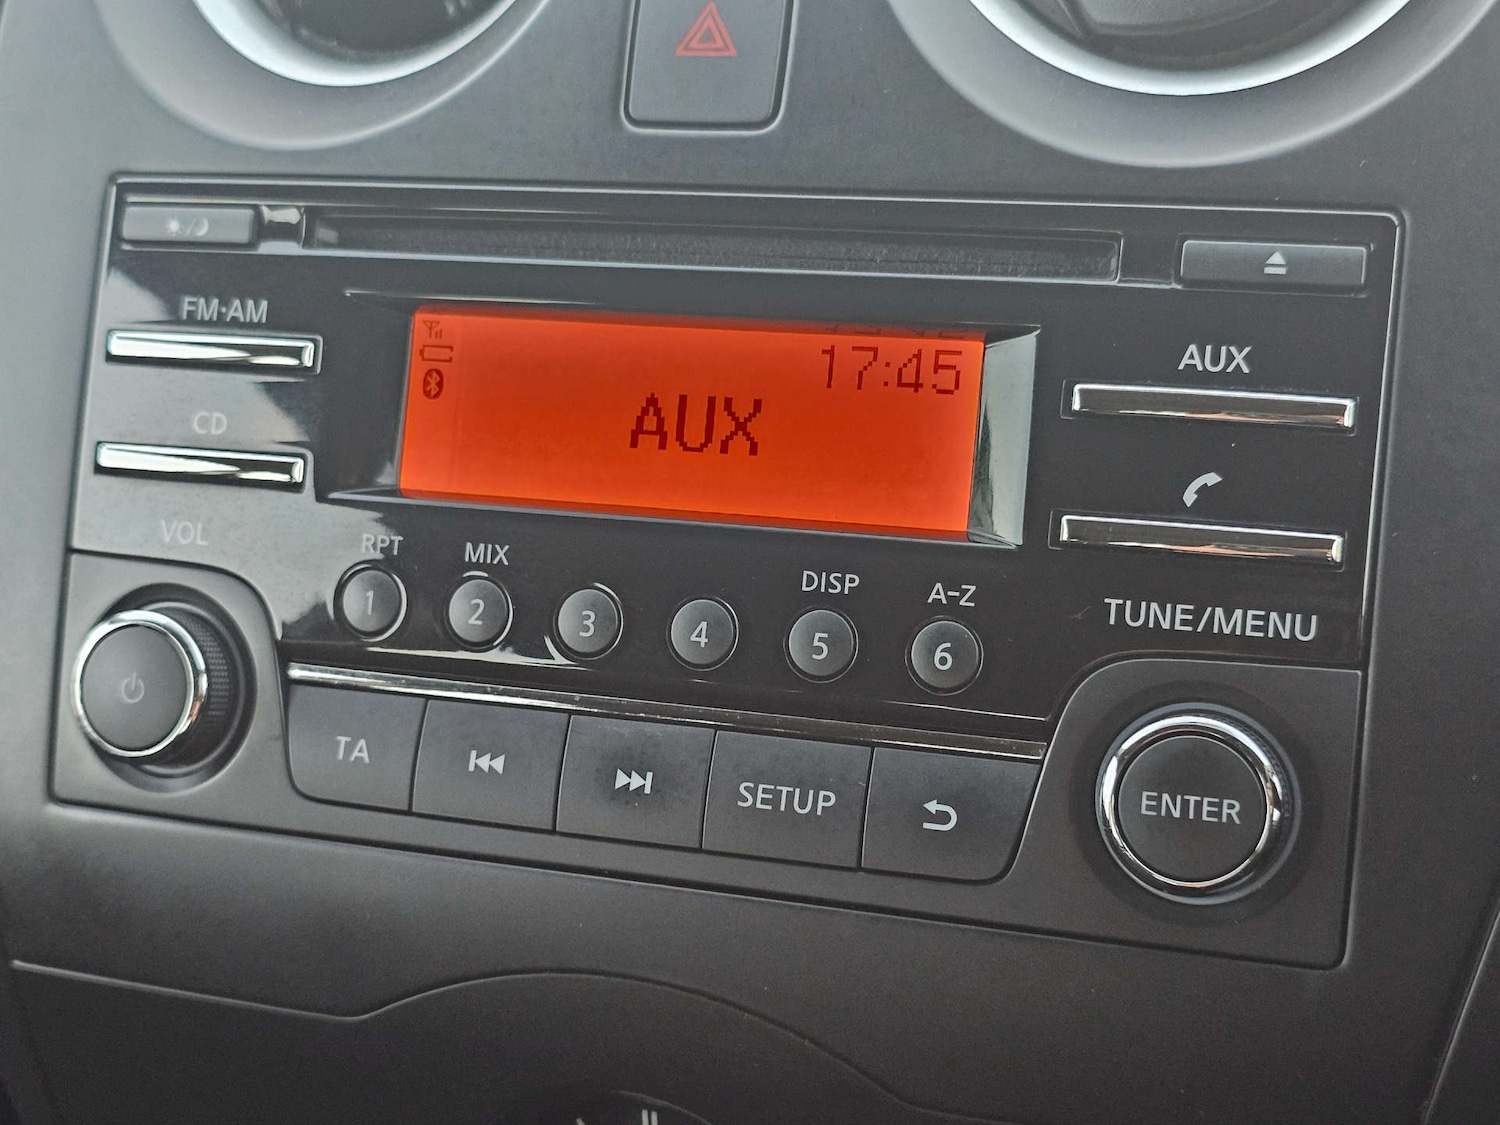 FM·AM
CD
VOL
17:45
AUX
AUX
RPT
MIX
DISP
A-Z
1
2
3
4
5
6
TUNE/MENU
TA
SETUP
ENTER